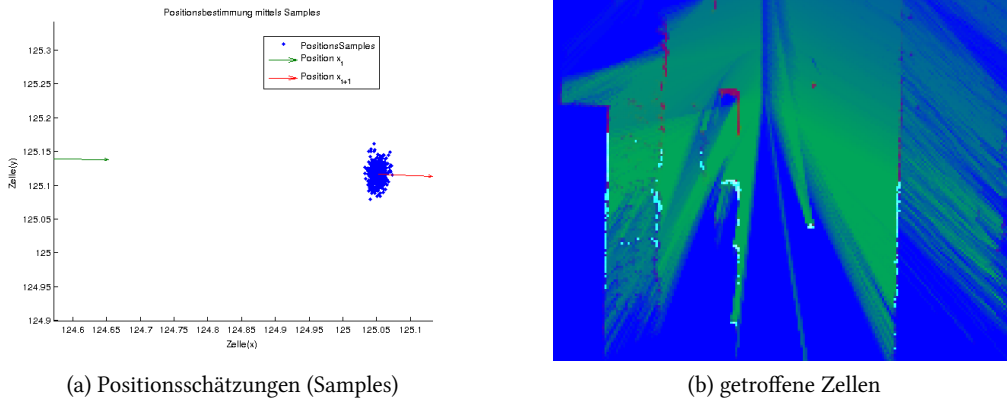 Positionsbestimmung mittels Samples
PositionsSamples
Position x_t
Position x_{t+1}
125.3
125.25
125.2
125.15
125.1
125.05
125
124.95
124.9
Zelle(y)
124.6 124.65 124.7 124.75 124.8 124.85 124.9 124.95 125 125.05 125.1
Zelle(x)
(a) Positionsschätzungen (Samples)
(b) getroffene Zellen